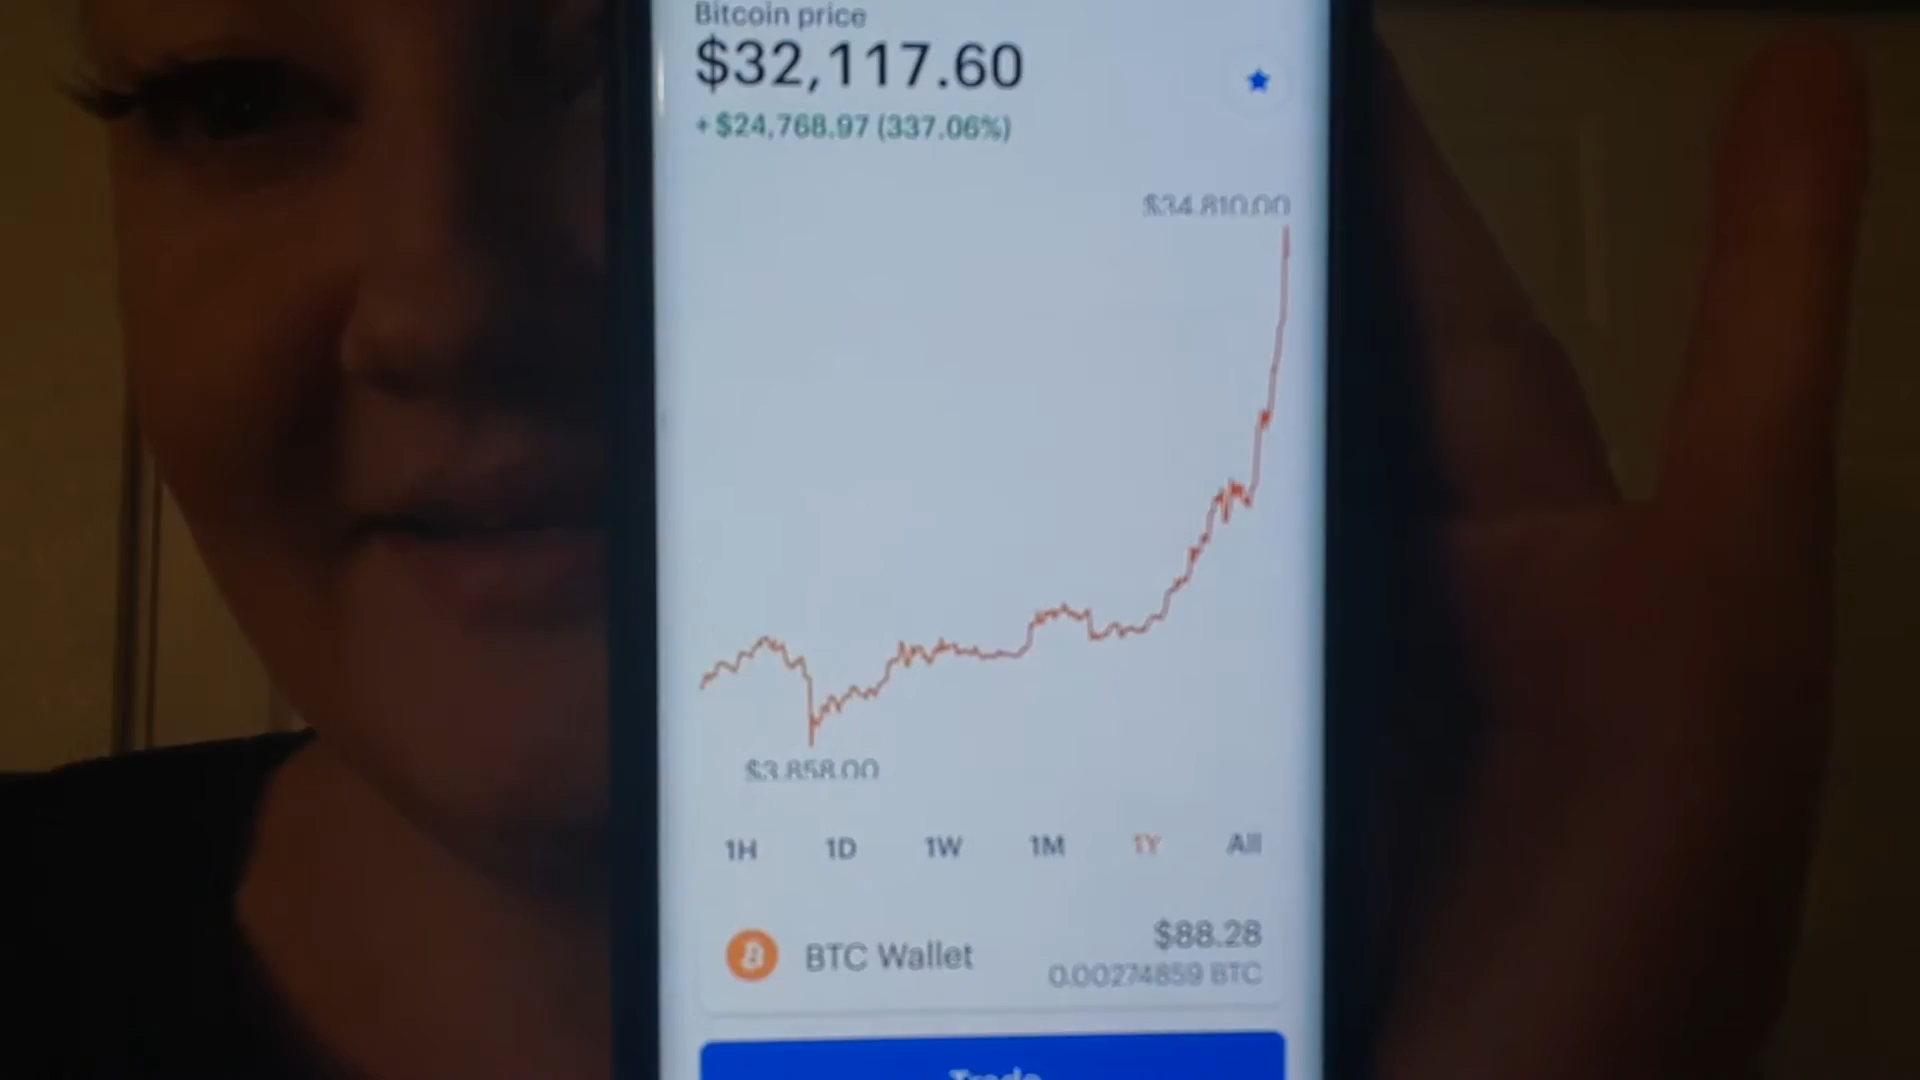 Bitcoin price
$32,117.60
+ $24,768.97 (337.06%)
$34,810.00
$3,858.00
1H 1D 1W 1M 1Y All
BTC Wallet $88.28
0.00274859 BTC
Trade